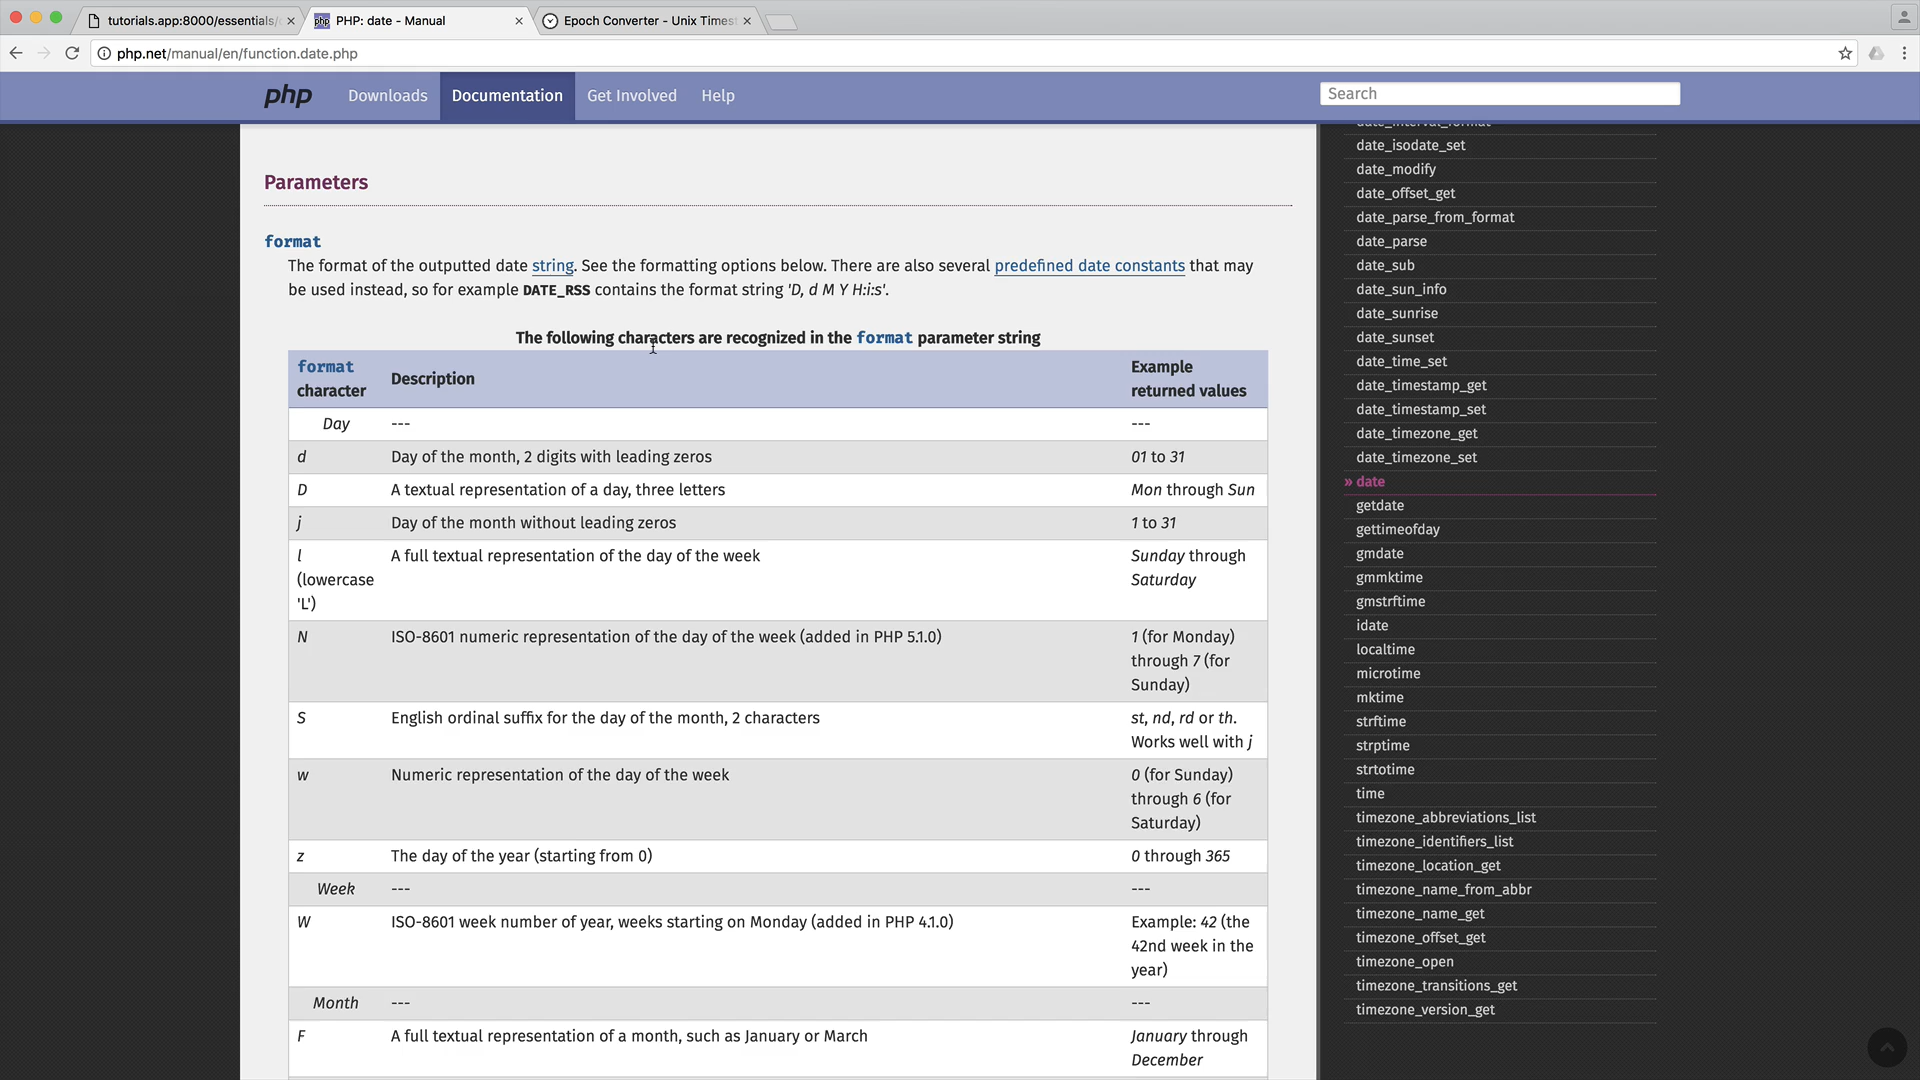 tutorials.app:8000/essentials/
PHP: date - Manual
Epoch Converter - Unix Timest
php.net/manual/en/function.date.php
php
Downloads
Documentation
Get Involved
Help
Search
Parameters
format
The format of the outputted date string. See the formatting options below. There are also several predefined date constants that may
be used instead, so for example DATE_RSS contains the format string 'D, d M Y H:i:s'.
The following characters are recognized in the format parameter string
format character Description Example returned values
Day --- ---
d Day of the month, 2 digits with leading zeros 01 to 31
D A textual representation of a day, three letters Mon through Sun
j Day of the month without leading zeros 1 to 31
l (lowercase 'L') A full textual representation of the day of the week Sunday through Saturday
N ISO-8601 numeric representation of the day of the week (added in PHP 5.1.0) 1 (for Monday) through 7 (for Sunday)
S English ordinal suffix for the day of the month, 2 characters st, nd, rd or th. Works well with j
w Numeric representation of the day of the week 0 (for Sunday) through 6 (for Saturday)
z The day of the year (starting from 0) 0 through 365
Week --- ---
W ISO-8601 week number of year, weeks starting on Monday (added in PHP 4.1.0) Example: 42 (the 42nd week in the year)
Month --- ---
F A full textual representation of a month, such as January or March January through December
date_interval_format
date_isodate_set
date_modify
date_offset_get
date_parse_from_format
date_parse
date_sub
date_sun_info
date_sunrise
date_sunset
date_time_set
date_timestamp_get
date_timestamp_set
date_timezone_get
date_timezone_set
» date
getdate
gettimeofday
gmdate
gmmktime
gmstrftime
idate
localtime
microtime
mktime
strftime
strptime
strtotime
time
timezone_abbreviations_list
timezone_identifiers_list
timezone_location_get
timezone_name_from_abbr
timezone_name_get
timezone_offset_get
timezone_open
timezone_transitions_get
timezone_version_get